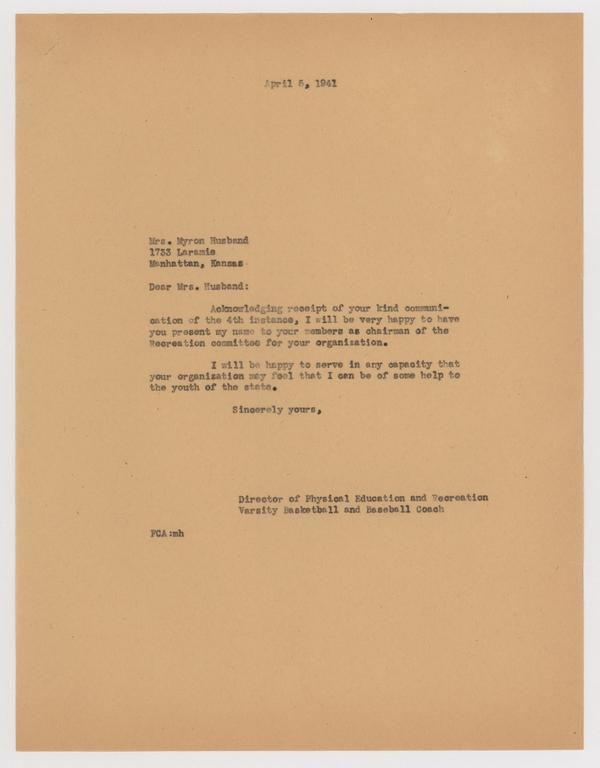 April 5, 1941
Mrs. Myron Husband
1733 Laramie
Manhattan, Kansas
Dear Mrs. Husband:
Acknowledging receipt of your kind communi-
cation of the 4th instance, I will be very happy to have
you present my name to your members as chairman of the
Recreation committee for your organization.
I will be happy to serve in any capacity that
your organization may feel that I can be of some help to
the youth of the state.
Sincerely yours,
Director of Physical Education and Recreation
Varsity Basketball and Baseball Coach
FCA:mh